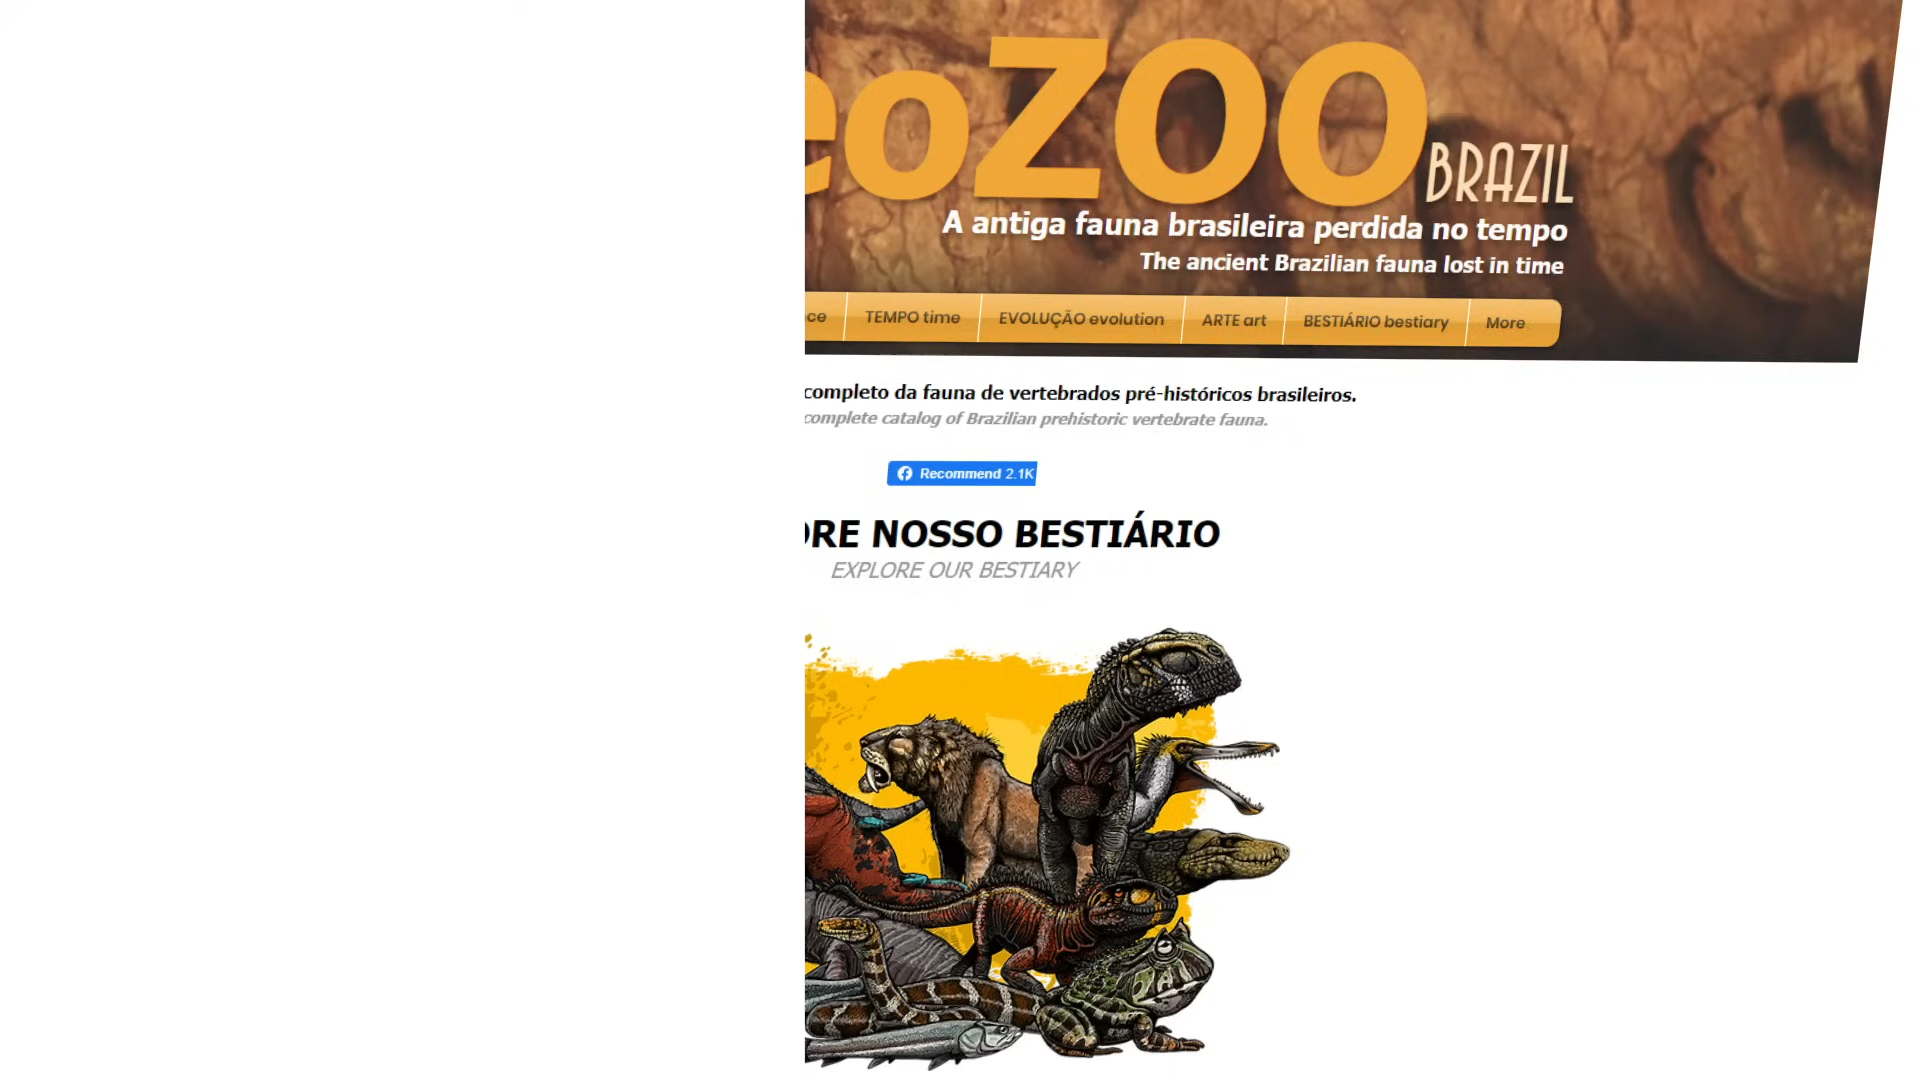 ZOO
BRAZIL
A antiga fauna brasileira perdida no tempo
The ancient Brazilian fauna lost in time
TEMPO time EVOLUÇÃO evolution ARTE art BESTIÁRIO bestiary More
completo da fauna de vertebrados pré-históricos brasileiros.
complete catalog of Brazilian prehistoric vertebrate fauna.
Recommend 2.1K
NOSSO BESTIÁRIO
EXPLORE OUR BESTIARY